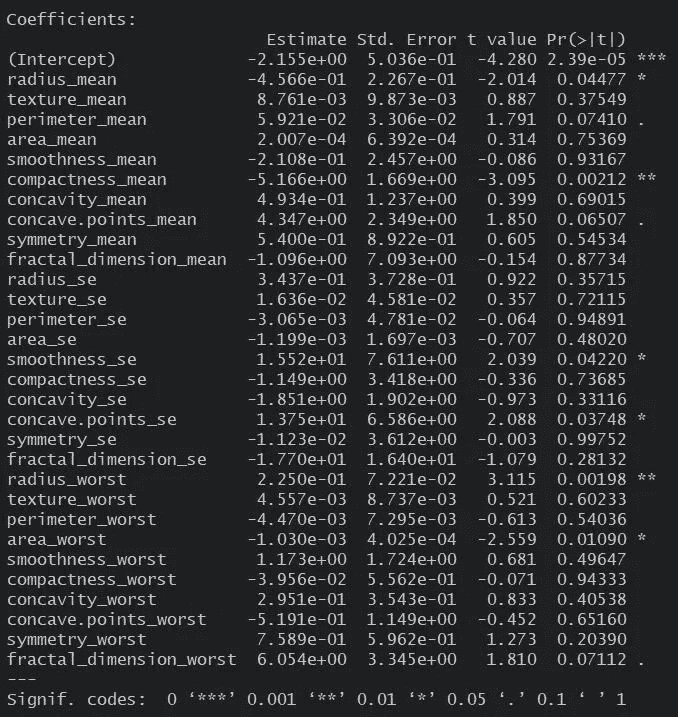 Coefficients:
Estimate Std. Error t value Pr(>|t|)
(Intercept) -2.155e+00 5.036e-01 -4.280 2.39e-05 ***
radius_mean -4.566e-01 2.267e-01 -2.014 0.04477 *
texture_mean 8.761e-03 9.873e-03 0.887 0.37549
perimeter_mean 5.921e-02 3.306e-02 1.791 0.07410 .
area_mean 2.007e-04 6.392e-04 0.314 0.75369
smoothness_mean -2.108e-01 2.457e+00 -0.086 0.93167
compactness_mean -5.166e+00 1.669e+00 -3.095 0.00212 **
concavity_mean 4.934e-01 1.237e+00 0.399 0.69015
concave.points_mean 4.347e+00 2.349e+00 1.850 0.06507 .
symmetry_mean 5.400e-01 8.922e-01 0.605 0.54534
fractal_dimension_mean -1.096e+00 7.093e+00 -0.154 0.87734
radius_se 3.437e-01 3.728e-01 0.922 0.35715
texture_se 1.636e-02 4.581e-02 0.357 0.72115
perimeter_se -3.065e-03 4.781e-02 -0.064 0.94891
area_se -1.199e-03 1.697e-03 -0.707 0.48020
smoothness_se 1.552e+01 7.611e+00 2.039 0.04220 *
compactness_se -1.149e+00 3.418e+00 -0.336 0.73685
concavity_se -1.851e+00 1.902e+00 -0.973 0.33116
concave.points_se 1.375e+01 6.586e+00 2.088 0.03748 *
symmetry_se -1.123e-02 3.612e+00 -0.003 0.99752
fractal_dimension_se -1.770e+01 1.640e+01 -1.079 0.28132
radius_worst 2.250e-01 7.221e-02 3.115 0.00198 **
texture_worst 4.557e-03 8.737e-03 0.521 0.60233
perimeter_worst -4.470e-03 7.295e-03 -0.613 0.54036
area_worst -1.030e-03 4.025e-04 -2.559 0.01090 *
smoothness_worst 1.173e+00 1.724e+00 0.681 0.49647
compactness_worst -3.956e-02 5.562e-01 -0.071 0.94333
concavity_worst 2.951e-01 3.543e-01 0.833 0.40538
concave.points_worst -5.191e-01 1.149e+00 -0.452 0.65160
symmetry_worst 7.589e-01 5.962e-01 1.273 0.20390
fractal_dimension_worst 6.054e+00 3.345e+00 1.810 0.07112 .
---
Signif. codes: 0 ‘***’ 0.001 ‘**’ 0.01 ‘*’ 0.05 ‘.’ 0.1 ‘ ’ 1